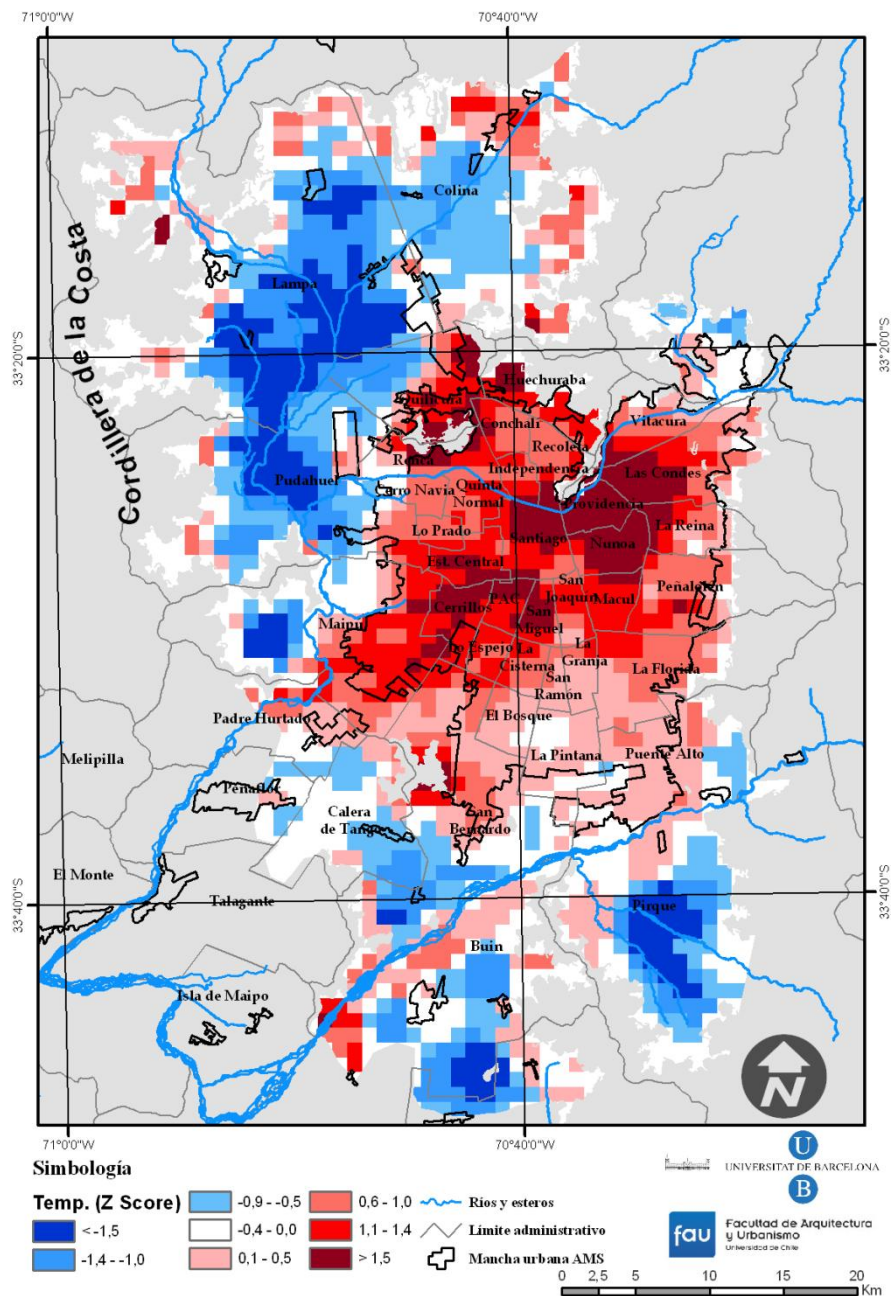 71°0'0"W
70°40'0"W
Colina
Cordillera de la Costa
Lampa
33°20'0"S
33°20'0"S
Huechuraba
Quilicura
Conchalí
Vitacura
Recoleta
Renca
Independencia
Las Condes
Pudahuel
Cerro Navia
Quinta
Normal
Providencia
Lo Prado
Santiago
La Reina
Ñuñoa
Est. Central
San
Joaquín
Peñalolén
Cerrillos
PAC
San
Miguel
Macul
Maipú
Lo Espejo
La
Cisterna
La
Granja
La Florida
San
Ramón
Padre Hurtado
El Bosque
Melipilla
La Pintana
Puente Alto
Peñaflor
Calera
de Tango
San
Bernardo
El Monte
33°40'0"S
33°40'0"S
Talagante
Pirque
Buin
Isla de Maipo
N
71°0'0"W
70°40'0"W
Simbología
Temp. (Z Score)
< -1,5
-1,4 - -1,0
-0,9 - -0,5
-0,4 - 0,0
0,1 - 0,5
0,6 - 1,0
1,1 - 1,4
> 1,5
Ríos y esteros
Límite administrativo
Mancha urbana AMS
U
UNIVERSITAT DE BARCELONA
B
fau
Facultad de Arquitectura
y Urbanismo
Universidad de Chile
0 2,5 5 10 15 20
Km